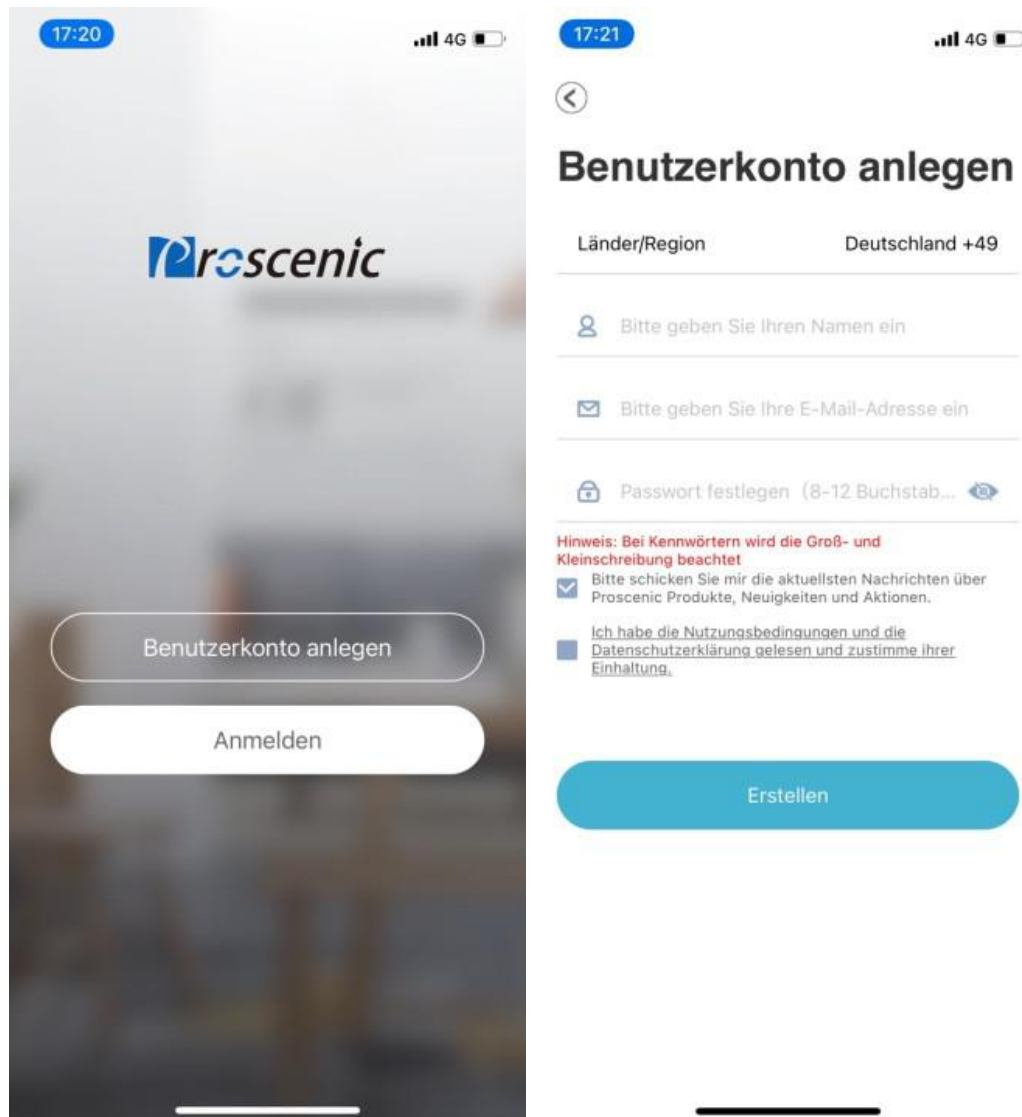 17:20
4G
Proscenic
Benutzerkonto anlegen
Anmelden
17:21
4G
Benutzerkonto anlegen
Länder/Region Deutschland +49
Bitte geben Sie Ihren Namen ein
Bitte geben Sie Ihre E-Mail-Adresse ein
Passwort festlegen (8-12 Buchstab...
Hinweis: Bei Kennwörtern wird die Groß- und
Kleinschreibung beachtet
Bitte schicken Sie mir die aktuellsten Nachrichten über
Proscenic Produkte, Neuigkeiten und Aktionen.
Ich habe die Nutzungsbedingungen und die
Datenschutzerklärung gelesen und zustimme ihrer
Einhaltung.
Erstellen